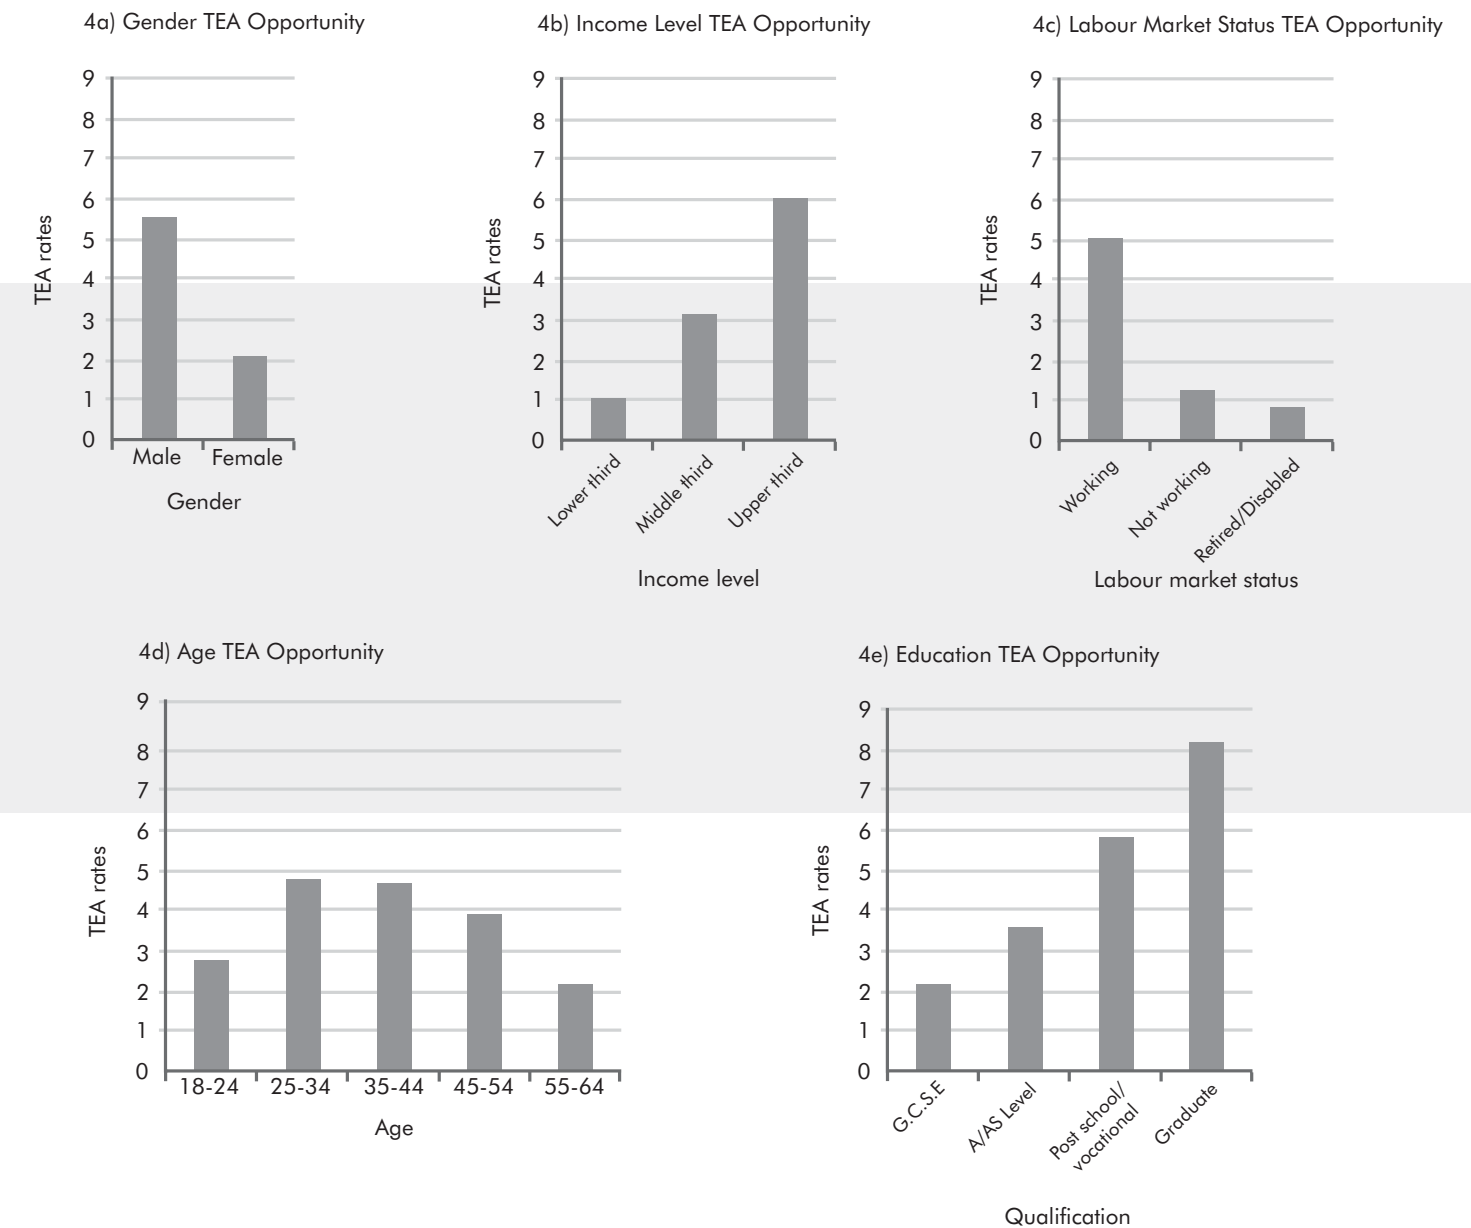 4a) Gender TEA Opportunity
9
8
7
6
5
4
3
2
1
0
TEA rates
Male
Female
Gender
4b) Income Level TEA Opportunity
9
8
7
6
5
4
3
2
1
0
TEA rates
Lower third
Middle third
Upper third
Income level
4c) Labour Market Status TEA Opportunity
9
8
7
6
5
4
3
2
1
0
TEA rates
Working
Not working
Retired/Disabled
Labour market status
4d) Age TEA Opportunity
9
8
7
6
5
4
3
2
1
0
TEA rates
18-24
25-34
35-44
45-54
55-64
Age
4e) Education TEA Opportunity
9
8
7
6
5
4
3
2
1
0
TEA rates
G.C.S.E
A/AS Level
Post school/
vocational
Graduate
Qualification